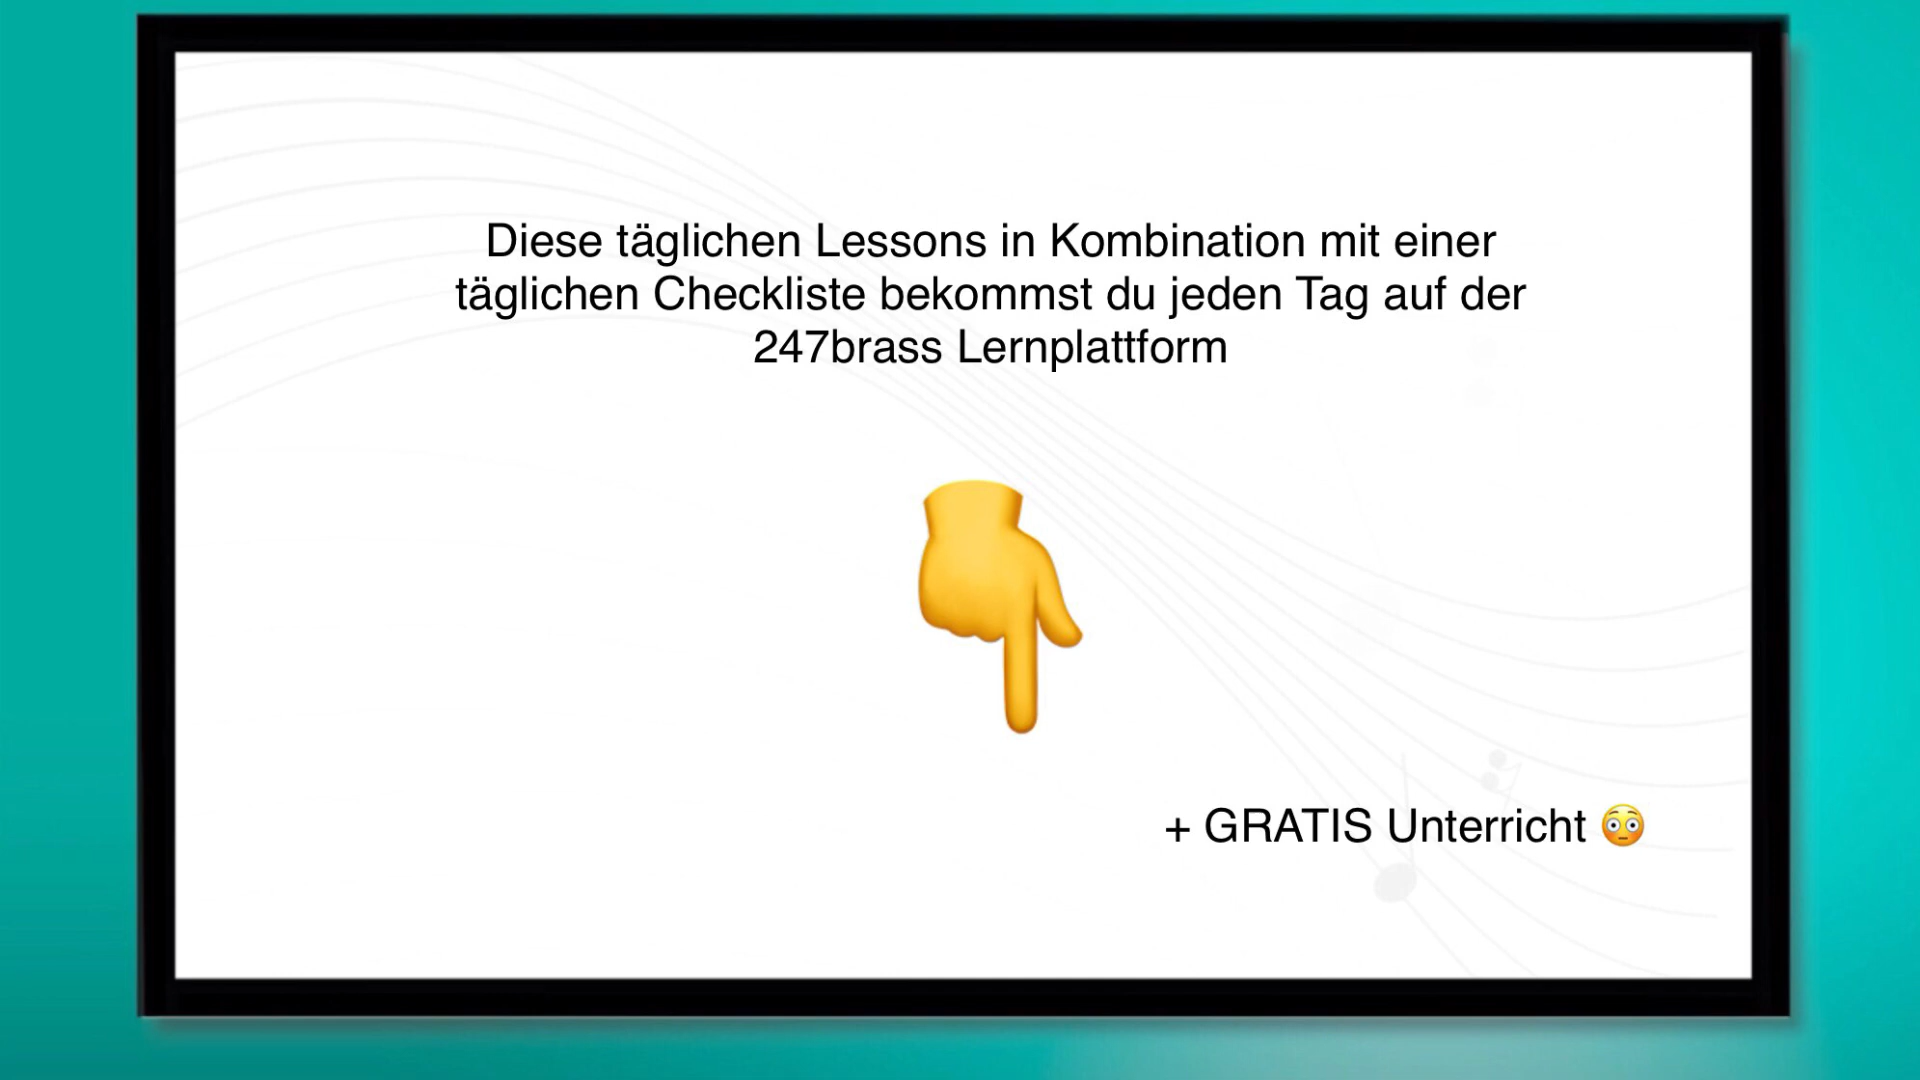 Diese täglichen Lessons in Kombination mit einer
täglichen Checkliste bekommst du jeden Tag auf der
247brass Lernplattform
+ GRATIS Unterricht 😳